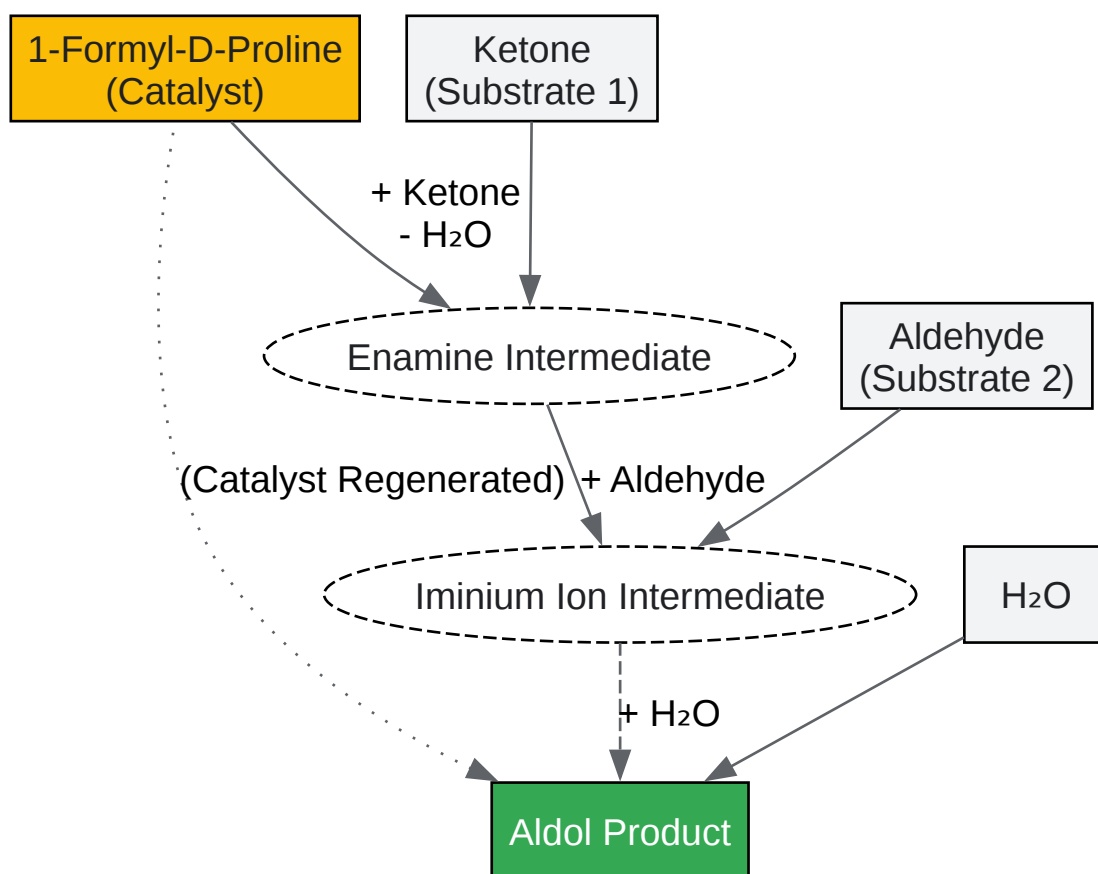 1-Formyl-D-Proline
(Catalyst)
Ketone
(Substrate 1)
+ Ketone
- H₂O
Enamine Intermediate
Aldehyde
(Substrate 2)
(Catalyst Regenerated)
+ Aldehyde
Iminium Ion Intermediate
H₂O
+ H₂O
Aldol Product